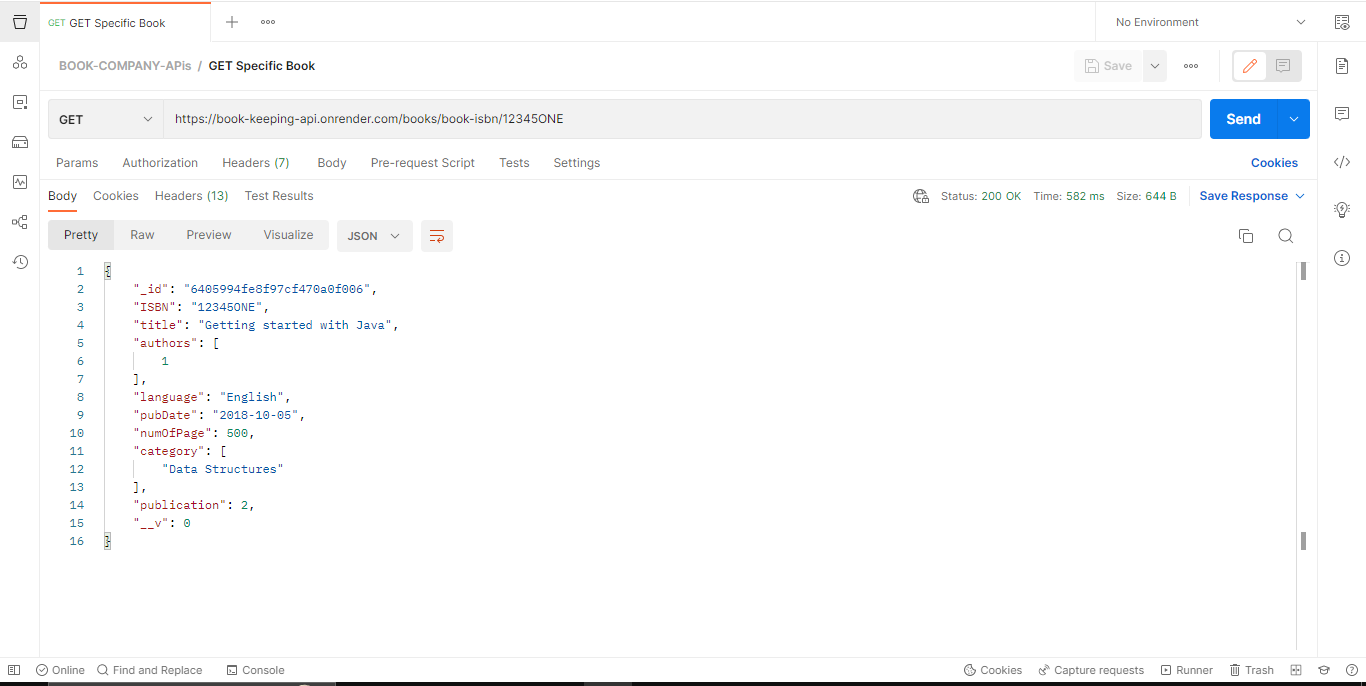 GET GET Specific Book
No Environment
BOOK-COMPANY-APIs / GET Specific Book
Save
GET https://book-keeping-api.onrender.com/books/book-isbn/12345ONE Send
Params Authorization Headers (7) Body Pre-request Script Tests Settings Cookies
Body Cookies Headers (13) Test Results Status: 200 OK Time: 582 ms Size: 644 B Save Response
Pretty Raw Preview Visualize JSON
1 {
2 "_id": "6405994fe8f97cf470a0f006",
3 "ISBN": "12345ONE",
4 "title": "Getting started with Java",
5 "authors": [
6 1
7 ],
8 "language": "English",
9 "pubDate": "2018-10-05",
10 "numOfPage": 500,
11 "category": [
12 "Data Structures"
13 ],
14 "publication": 2,
15 "__v": 0
16 }
Online Find and Replace Console Cookies Capture requests Runner Trash